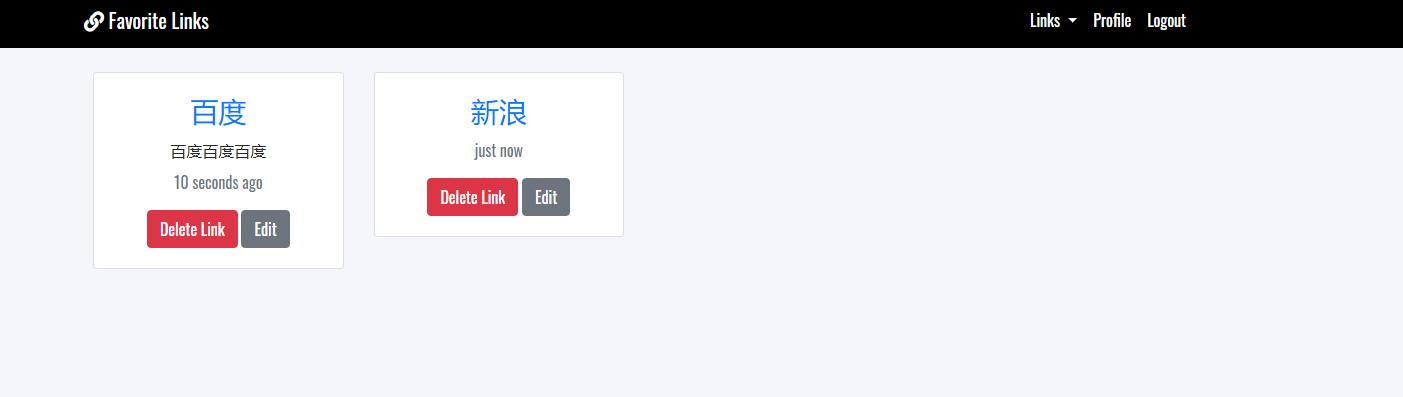 Favorite Links
Links Profile Logout
百度
百度百度百度
10 seconds ago
Delete Link Edit
新浪
just now
Delete Link Edit